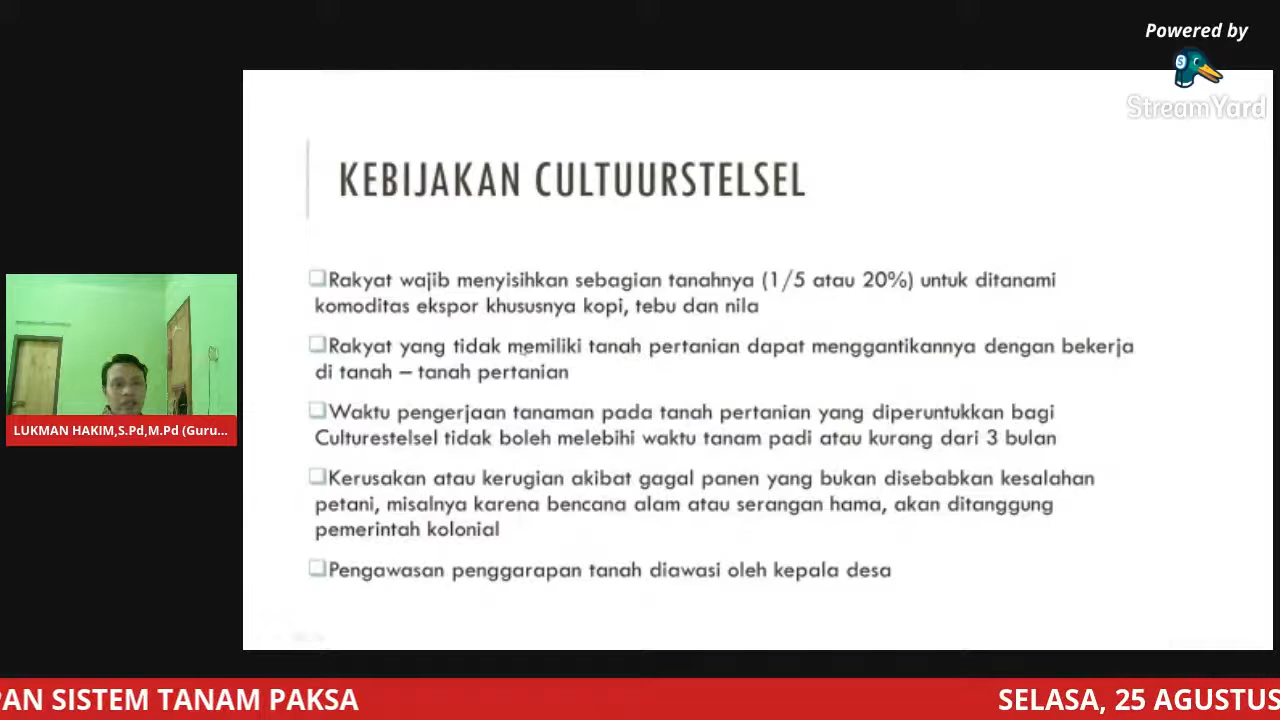 Powered by
StreamYard
KEBIJAKAN CULTUURSTELSEL
Rakyat wajib menyisihkan sebagian tanahnya (1/5 atau 20%) untuk ditanami
komoditas ekspor khususnya kopi, tebu dan nila
Rakyat yang tidak memiliki tanah pertanian dapat menggantikannya dengan bekerja
di tanah – tanah pertanian
Waktu pengerjaan tanaman pada tanah pertanian yang diperuntukkan bagi
Culturestelsel tidak boleh melebihi waktu tanam padi atau kurang dari 3 bulan
Kerusakan atau kerugian akibat gagal panen yang bukan disebabkan kesalahan
petani, misalnya karena bencana alam atau serangan hama, akan ditanggung
pemerintah kolonial
Pengawasan penggarapan tanah diawasi oleh kepala desa
LUKMAN HAKIM,S.Pd,M.Pd (Guru...
PAN SISTEM TANAM PAKSA
SELASA, 25 AGUSTUS